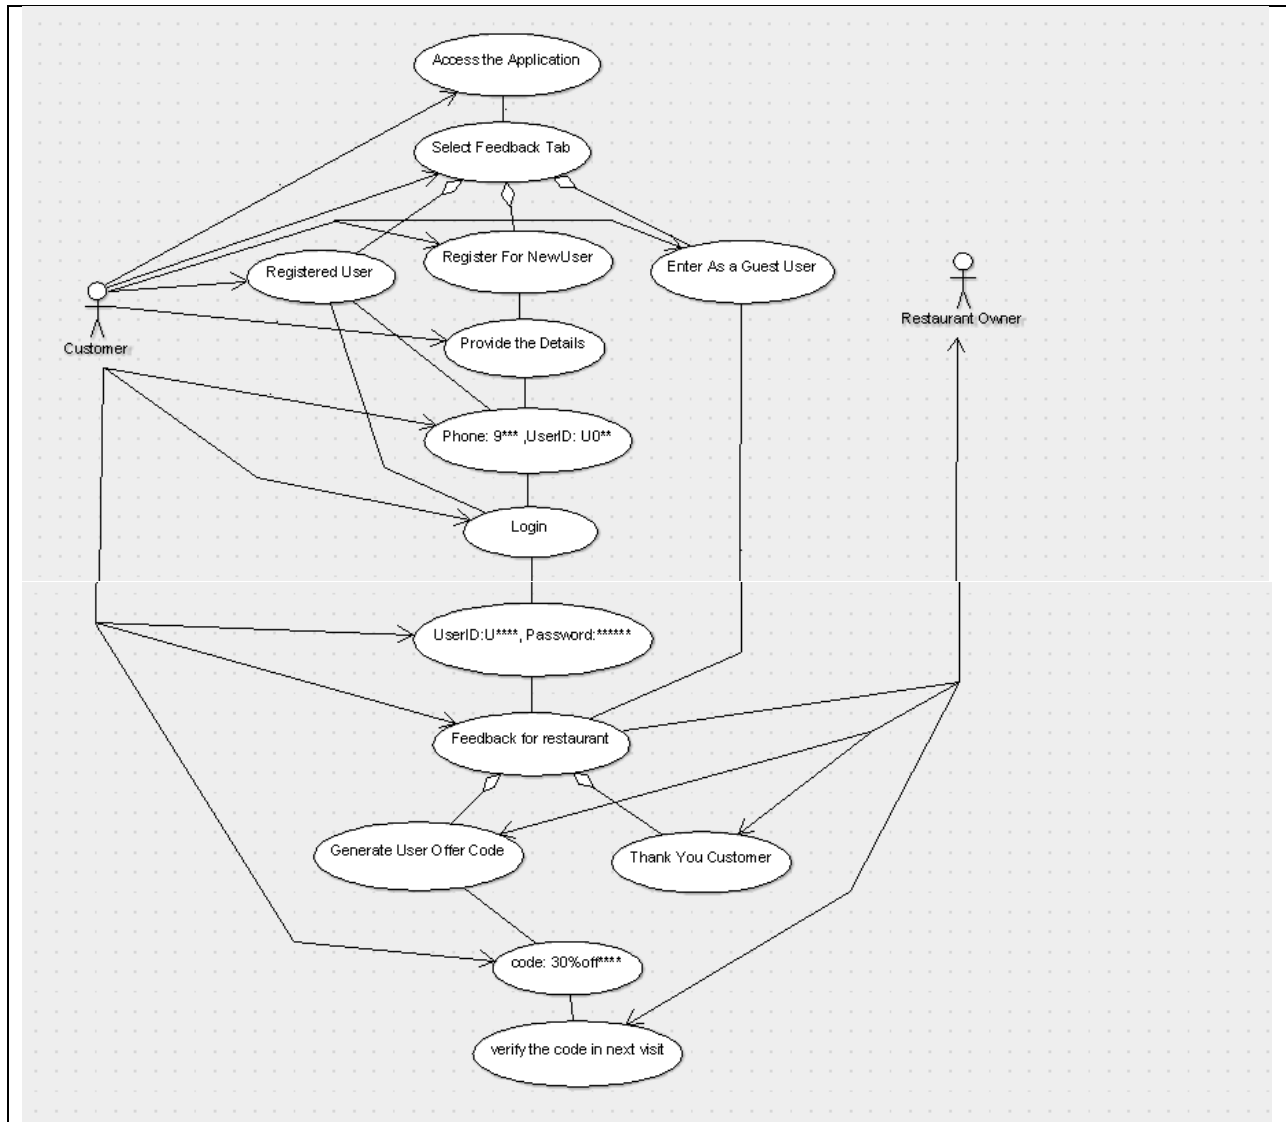 Access the Application
Select Feedback Tab
Register For NewUser
Registered User
Enter As a Guest User
Restaurant Owner
Customer
Provide the Details
Phone: 9*** ,UserID: U0**
Login
UserID:U****, Password:******
Feedback for restaurant
Generate User Offer Code
Thank You Customer
code: 30%off****
verify the code in next visit